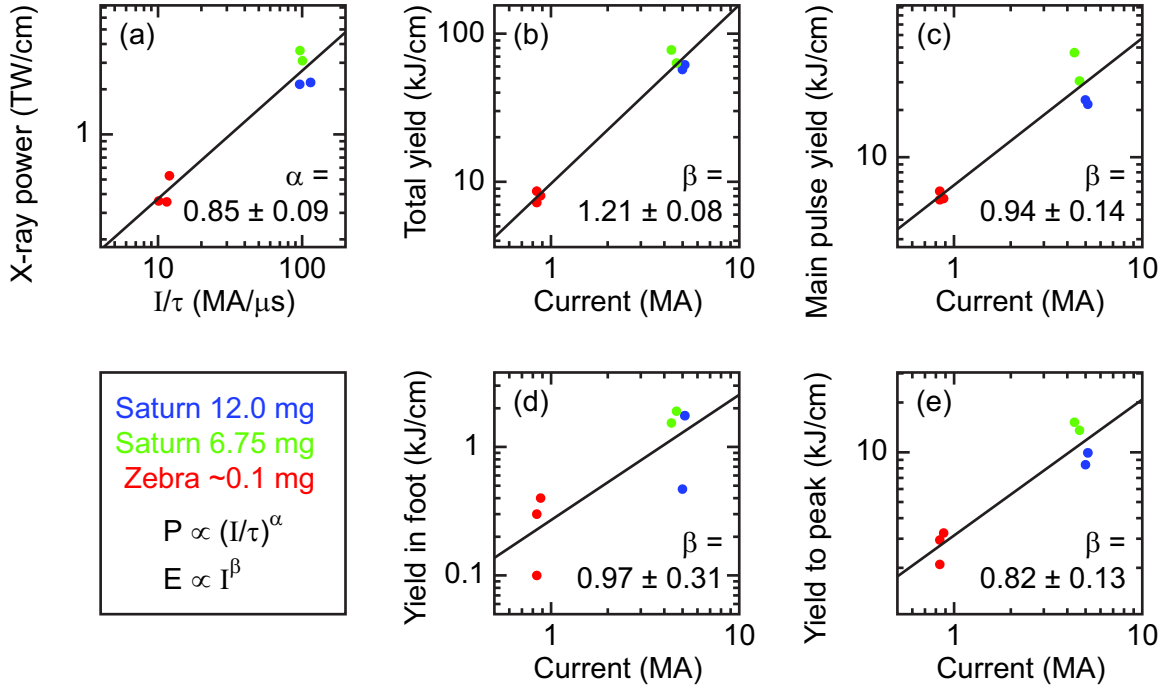 (a)
X-ray power (TW/cm)
1
α =
0.85 ± 0.09
10
100
I/τ (MA/μs)
(b)
Total yield (kJ/cm)
100
10
β =
1.21 ± 0.08
1
10
Current (MA)
(c)
Main pulse yield (kJ/cm)
10
β =
0.94 ± 0.14
1
10
Current (MA)
Saturn 12.0 mg
Saturn 6.75 mg
Zebra ~0.1 mg
P ∝ (I/τ)^α
E ∝ I^β
(d)
Yield in foot (kJ/cm)
1
0.1
β =
0.97 ± 0.31
1
10
Current (MA)
(e)
Yield to peak (kJ/cm)
10
β =
0.82 ± 0.13
1
10
Current (MA)